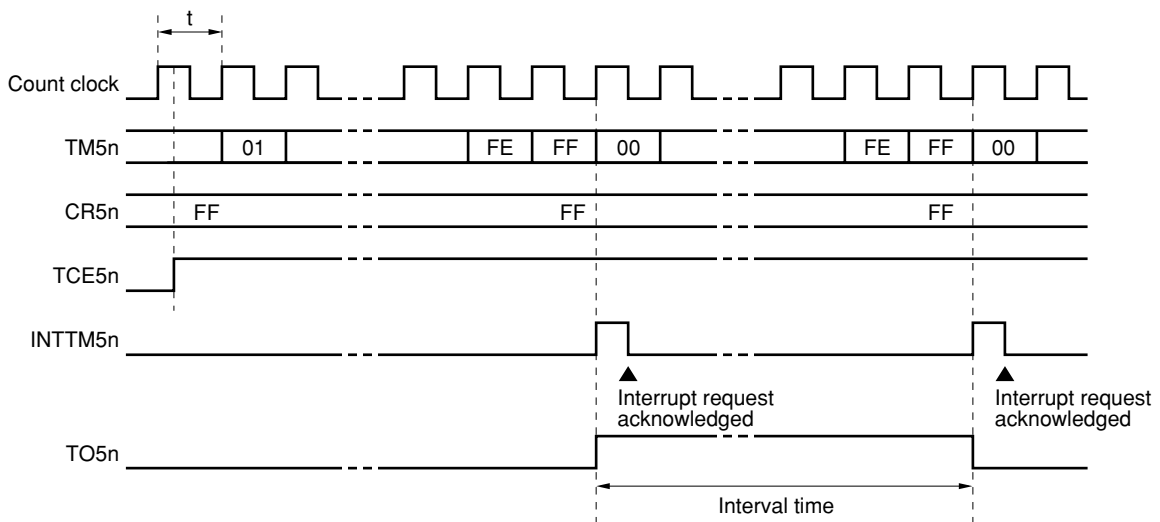 t
Count clock
TM5n 01 FE FF 00 FE FF 00
CR5n FF FF FF
TCE5n
INTTM5n
Interrupt request
acknowledged
Interrupt request
acknowledged
TO5n
Interval time